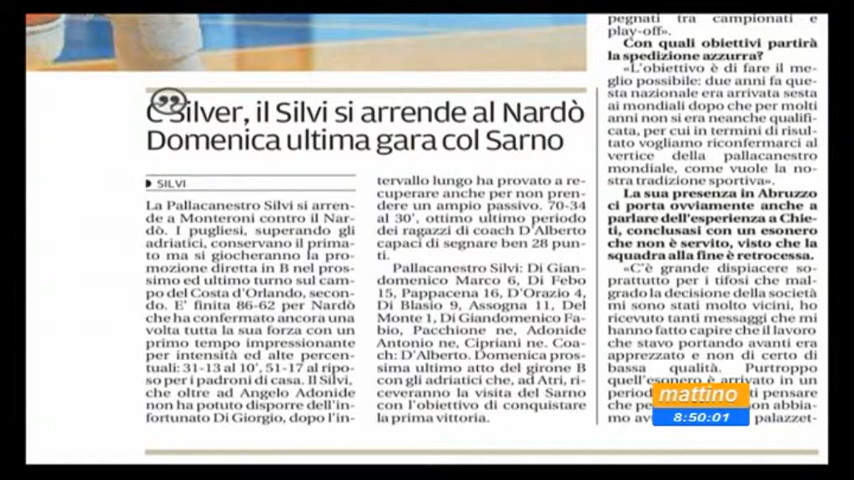 C Silver, il Silvi si arrende al Nardò
Domenica ultima gara col Sarno
SILVI
La Pallacanestro Silvi si arren-
de a Monteroni contro il Nar-
dò. I pugliesi, superando gli
adriatici, conservano il prima-
to ma si giocheranno la pro-
mozione diretta in B nel pros-
simo ed ultimo turno sul cam-
po del Costa d'Orlando, secon-
do. E' finita 86-62 per Nardò
che ha confermato ancora una
volta tutta la sua forza con un
primo tempo impressionante
per intensità ed alte percen-
tuali: 31-13 al 10', 51-17 al ripo-
so per i padroni di casa. Il Silvi,
che oltre ad Angelo Adonide
non ha potuto disporre dell'in-
fortunato Di Giorgio, dopo l'in-
tervallo lungo ha provato a re-
cuperare anche per non pren-
dere un ampio passivo. 70-34
al 30', ottimo ultimo periodo
dei ragazzi di coach D'Alberto
capaci di segnare ben 28 pun-
ti.
Pallacanestro Silvi: Di Gian-
domenico Marco 6, Di Febo
15, Pappacena 16, D'Orazio 4,
Di Blasio 9, Assogna 11, Del
Monte 1, Di Giandomenico Fa-
bio, Pacchione ne, Adonide
Antonio ne, Cipriani ne. Coa-
ch: D'Alberto. Domenica pros-
sima ultimo atto del girone B
con gli adriatici che, ad Atri, ri-
ceveranno la visita del Sarno
con l'obiettivo di conquistare
la prima vittoria.
pegnati tra campionati e
play-off».
Con quali obiettivi partirà
la spedizione azzurra?
«L'obiettivo è di fare il me-
glio possibile: due anni fa que-
sta nazionale era arrivata sesta
ai mondiali dopo che per molti
anni non si era neanche qualifi-
cata, per cui in termini di risul-
tato vogliamo riconfermarci al
vertice della pallacanestro
mondiale, come vuole la no-
stra tradizione sportiva».
La sua presenza in Abruzzo
ci porta ovviamente anche a
parlare dell'esperienza a Chie-
ti, conclusasi con un esonero
che non è servito, visto che la
squadra alla fine è retrocessa.
«C'è grande dispiacere so-
prattutto per i tifosi che mal-
grado la decisione della società
mi sono stati molto vicini, ho
ricevuto tanti messaggi che mi
hanno fatto capire che il lavoro
che stavo portando avanti era
apprezzato e non di certo di
bassa qualità. Purtroppo
quell'esonero è arrivato in un
period ti pensare
che pe non abbia-
mo av palazzet-
mattino
8:50:01